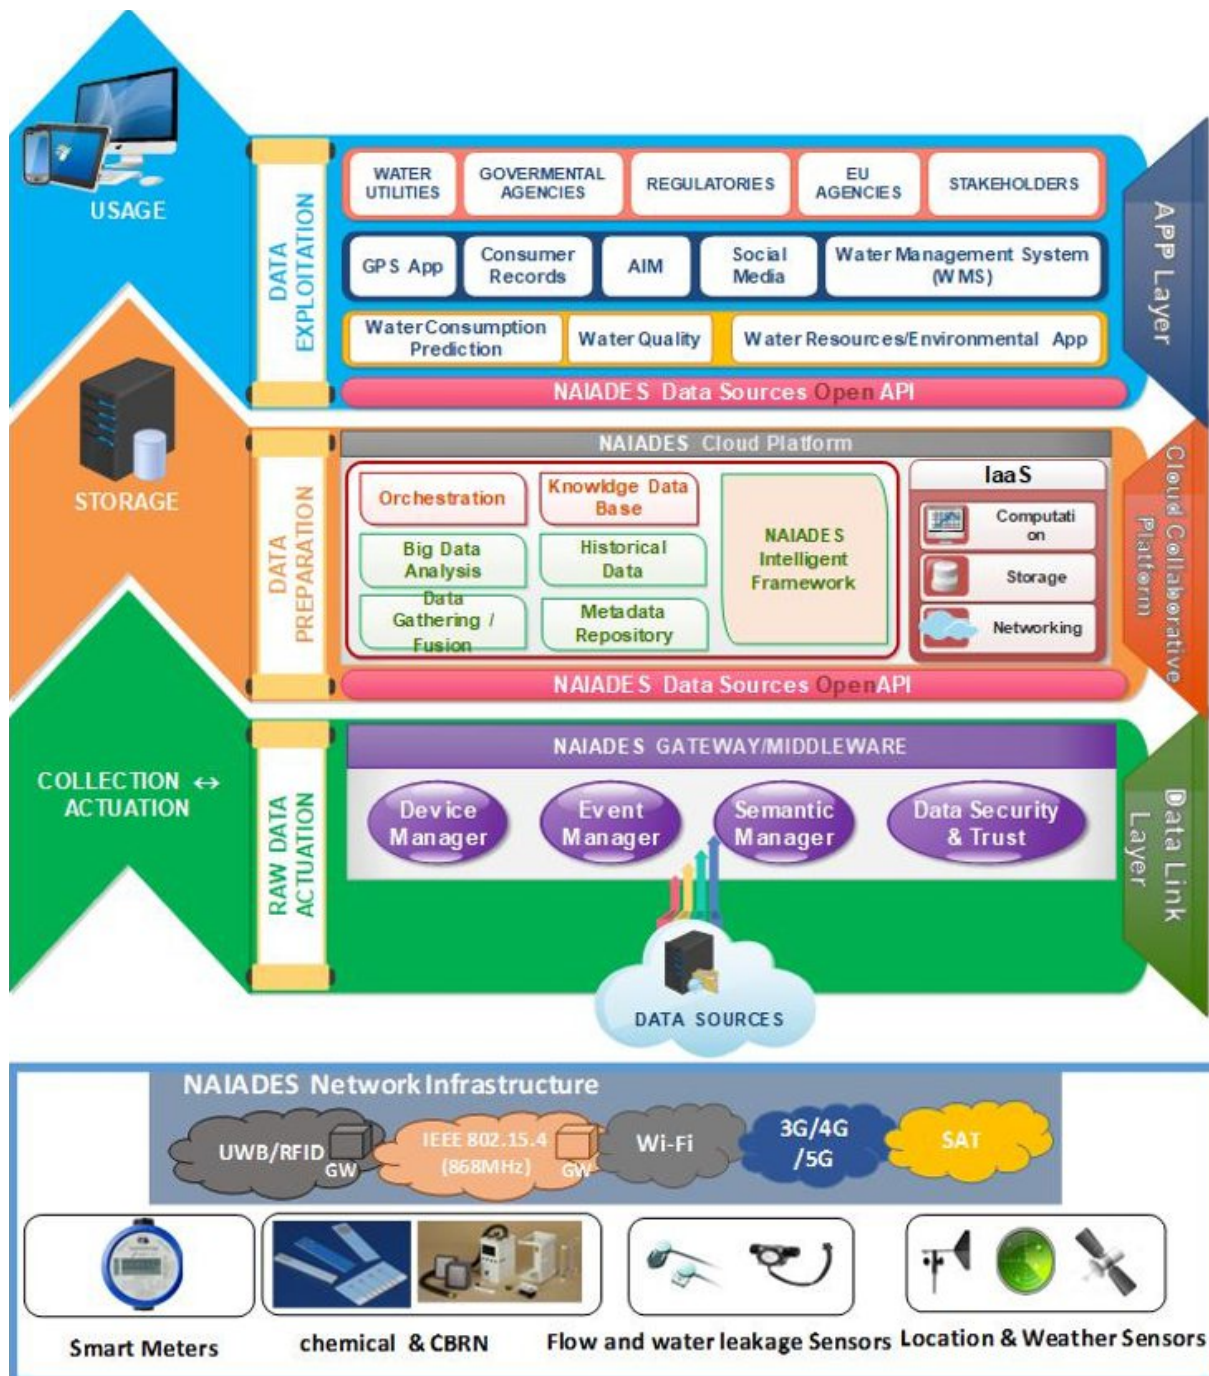 USAGE
DATA
EXPLOITATION
WATER
UTILITIES
GOVERMENTAL
AGENCIES
REGULATORIES
EU
AGENCIES
STAKEHOLDERS
GPS App
Consumer
Records
AIM
Social
Media
Water Management System
(WMS)
Water Consumption
Prediction
Water Quality
Water Resources/Environmental App
NAIADES Data Sources Open API
APP Layer
STORAGE
DATA
PREPARATION
NAIADES Cloud Platform
Orchestration
Knowldge Data
Base
Big Data
Analysis
Historical
Data
Data
Gathering /
Fusion
Metadata
Repository
NAIADES
Intelligent
Framework
IaaS
Computati
on
Storage
Networking
NAIADES Data Sources OpenAPI
Cloud Collaborative
Platform
COLLECTION ↔
ACTUATION
RAW DATA
ACTUATION
NAIADES GATEWAY/MIDDLEWARE
Device
Manager
Event
Manager
Semantic
Manager
Data Security
& Trust
DATA SOURCES
Data Link
Layer
NAIADES Network Infrastructure
UWB/RFID
GW
IEEE 802.15.4
(868MHz)
GW
Wi-Fi
3G/4G
/5G
SAT
Smart Meters
chemical & CBRN
Flow and water leakage Sensors
Location & Weather Sensors